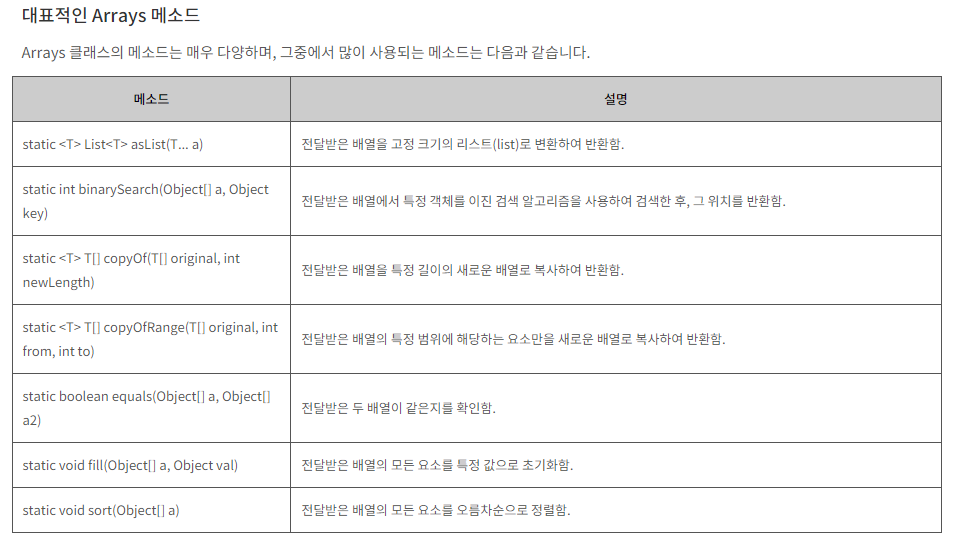 대표적인 Arrays 메소드
Arrays 클래스의 메소드는 매우 다양하며, 그중에서 많이 사용되는 메소드는 다음과 같습니다.
메소드
설명
static <T> List<T> asList(T... a)
전달받은 배열을 고정 크기의 리스트(list)로 변환하여 반환함.
static int binarySearch(Object[] a, Object
key)
전달받은 배열에서 특정 객체를 이진 검색 알고리즘을 사용하여 검색한 후, 그 위치를 반환함.
static <T> T[] copyOf(T[] original, int
newLength)
전달받은 배열을 특정 길이의 새로운 배열로 복사하여 반환함.
static <T> T[] copyOfRange(T[] original, int
from, int to)
전달받은 배열의 특정 범위에 해당하는 요소만을 새로운 배열로 복사하여 반환함.
static boolean equals(Object[] a, Object[]
a2)
전달받은 두 배열이 같은지를 확인함.
static void fill(Object[] a, Object val)
전달받은 배열의 모든 요소를 특정 값으로 초기화함.
static void sort(Object[] a)
전달받은 배열의 모든 요소를 오름차순으로 정렬함.